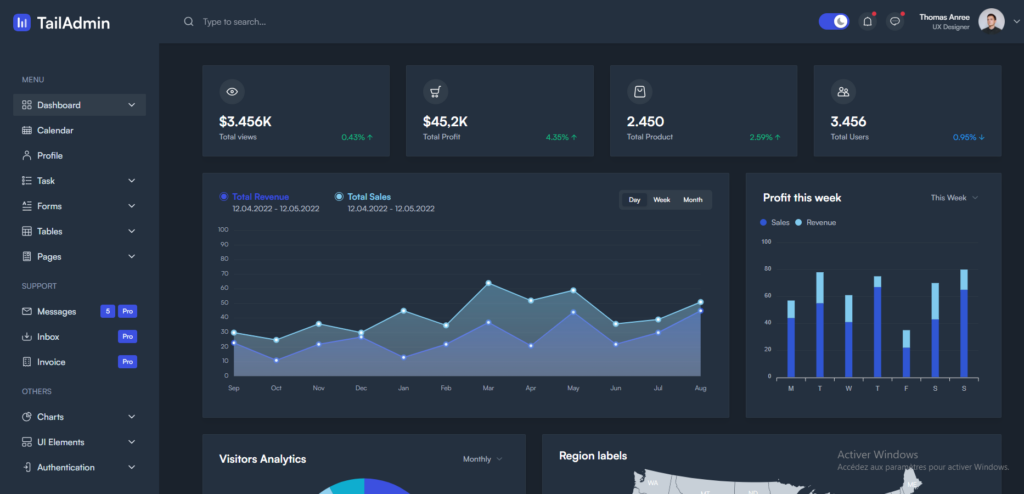 TailAdmin
Type to search...
Thomas Anree
UX Designer
MENU
Dashboard
Calendar
Profile
Task
Forms
Tables
Pages
SUPPORT
Messages 5 Pro
Inbox Pro
Invoice Pro
OTHERS
Charts
UI Elements
Authentication
$3.456K
Total views 0.43% ↑
$45,2K
Total Profit 4.35% ↑
2.450
Total Product 2.59% ↑
3.456
Total Users 0.95% ↓
Total Revenue
12.04.2022 - 12.05.2022
Total Sales
12.04.2022 - 12.05.2022
Day Week Month
100
90
80
70
60
50
40
30
20
10
0
Sep Oct Nov Dec Jan Feb Mar Apr May Jun Jul Aug
Profit this week
This Week
Sales Revenue
100
80
60
40
20
0
M T W T F S S
Visitors Analytics
Monthly
Region labels
WA
ME
Activer Windows
Accédez aux paramètres pour activer Windows.